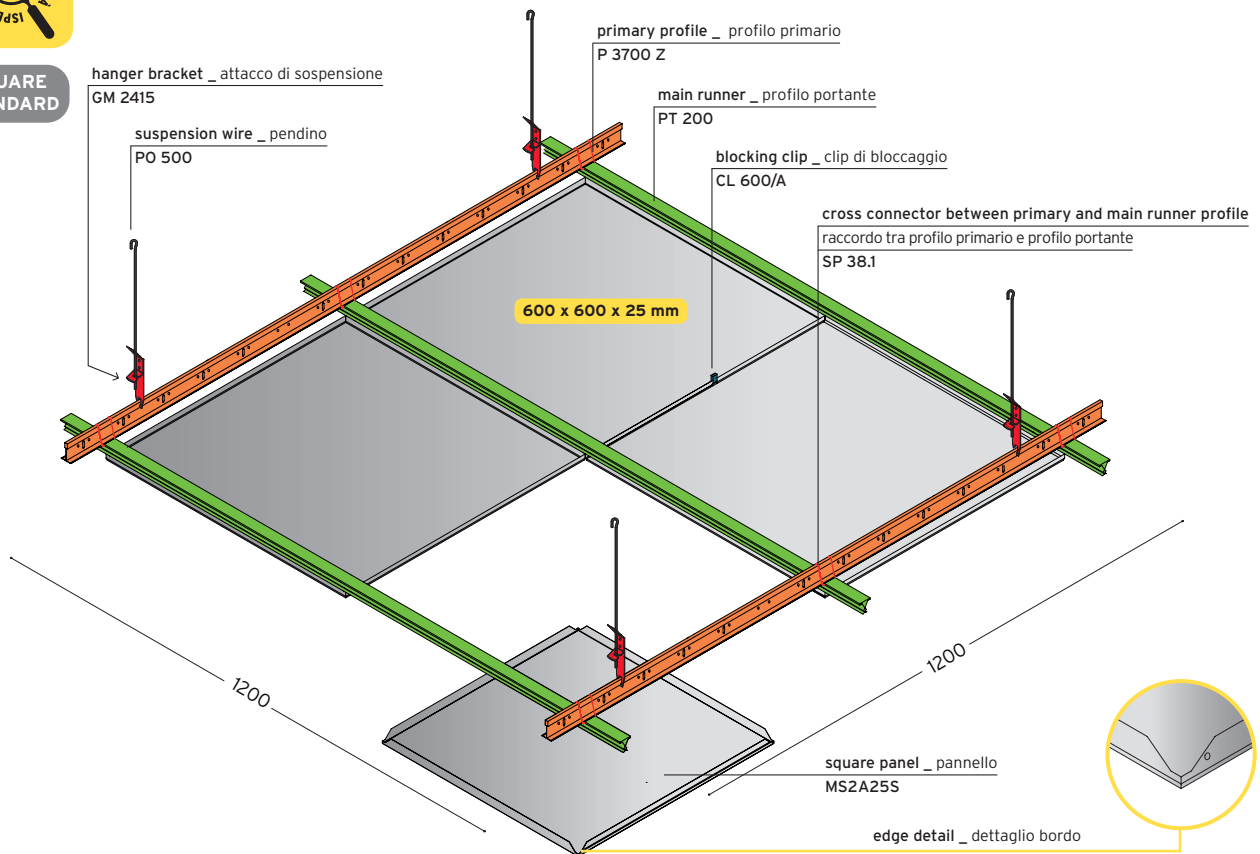 hanger bracket _ attacco di sospensione
GM 2415
suspension wire _ pendino
PO 500
primary profile _ profilo primario
P 3700 Z
main runner _ profilo portante
PT 200
blocking clip _ clip di bloccaggio
CL 600/A
cross connector between primary and main runner profile
raccordo tra profilo primario e profilo portante
SP 38.1
600 x 600 x 25 mm
1200
1200
square panel _ pannello
MS2A25S
edge detail _ dettaglio bordo